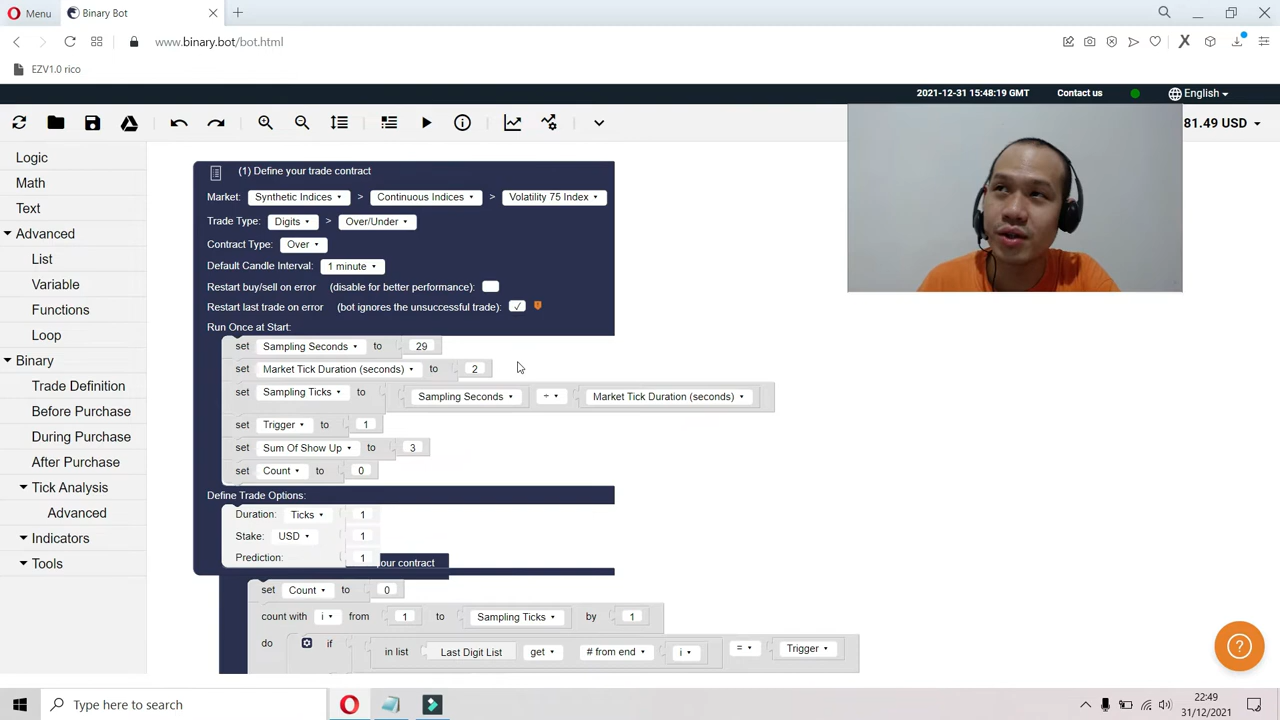 Menu
Binary Bot
www.binary.bot/bot.html
EZV1.0 rico
2021-12-31 15:48:19 GMT
Contact us
English
81.49 USD
Logic
Math
Text
Advanced
List
Variable
Functions
Loop
Binary
Trade Definition
Before Purchase
During Purchase
After Purchase
Tick Analysis
Advanced
Indicators
Tools
(1) Define your trade contract
Market: Synthetic Indices > Continuous Indices > Volatility 75 Index
Trade Type: Digits > Over/Under
Contract Type: Over
Default Candle Interval: 1 minute
Restart buy/sell on error (disable for better performance):
Restart last trade on error (bot ignores the unsuccessful trade): ✓
Run Once at Start:
set Sampling Seconds to 29
set Market Tick Duration (seconds) to 2
set Sampling Ticks to Sampling Seconds ÷ Market Tick Duration (seconds)
set Trigger to 1
set Sum Of Show Up to 3
set Count to 0
Define Trade Options:
Duration: Ticks 1
Stake: USD 1
Prediction: 1
your contract
set Count to 0
count with i from 1 to Sampling Ticks by 1
do if in list Last Digit List get # from end i = Trigger
Type here to search
22:49
31/12/2021